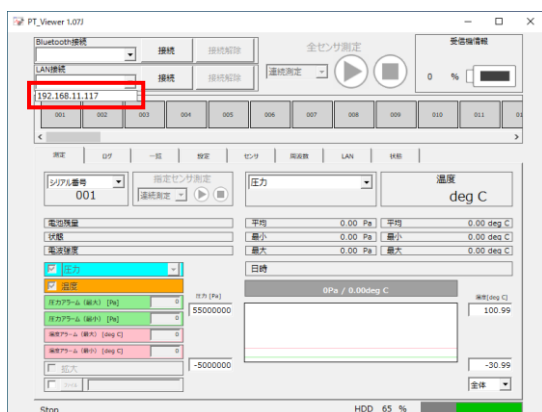 PT_Viewer 1.07J
Bluetooth接続
接続
接続解除
全センサ測定
受信機情報
LAN接続
接続
接続解除
連続測定
0 %
192.168.11.117
001 002 003 004 005 006 007 008 009 010 011
測定 ログ 一覧 設定 センサ 周波数 LAN 状態
シリアル番号
001
指定センサ測定
連続測定
圧力
温度
deg C
電池残量
状態
電波強度
平均 0.00 Pa
最小 0.00 Pa
最大 0.00 Pa
平均 0.00 deg C
最小 0.00 deg C
最大 0.00 deg C
圧力
日時
温度
0Pa / 0.00deg C
圧力アラーム (最大) [Pa] 0
圧力アラーム (最小) [Pa] 0
温度アラーム (最大) [deg C] 0
温度アラーム (最小) [deg C] 0
圧力 [Pa]
55000000
-5000000
温度[deg C]
100.99
-30.99
拡大
全体
Stop
HDD 65 %